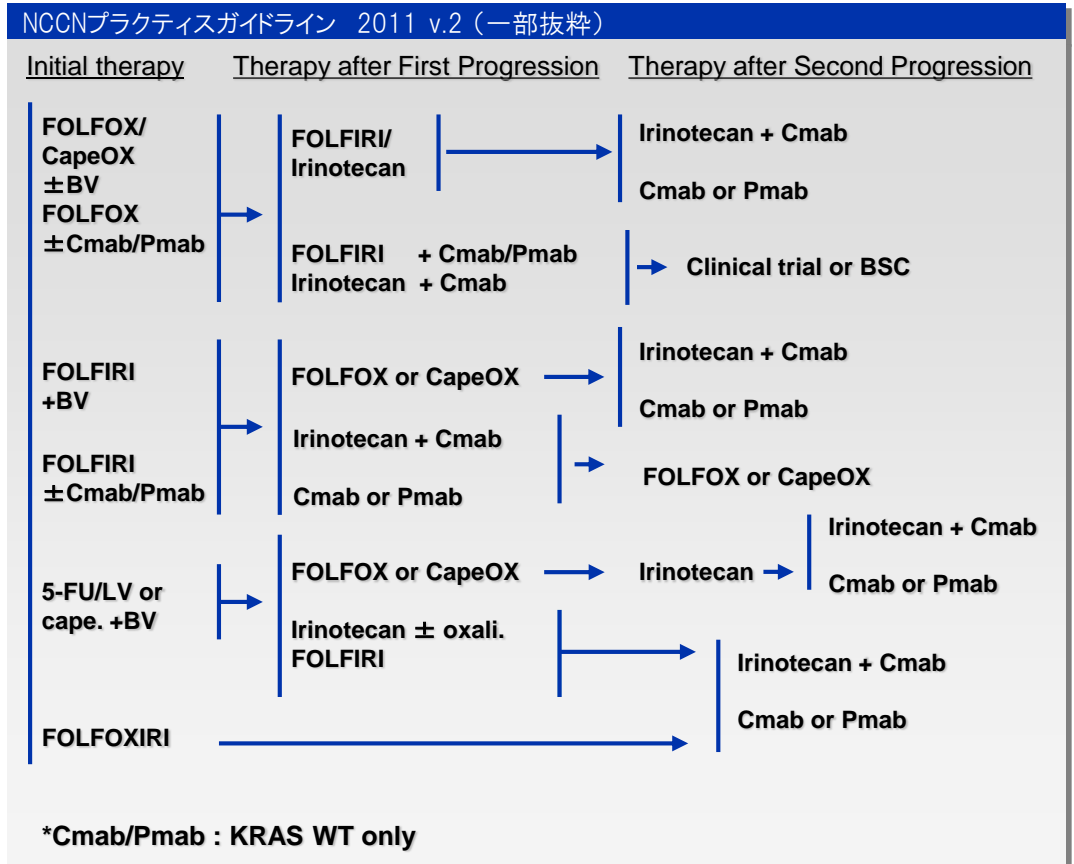 NCCNプラクティスガイドライン 2011 v.2（一部抜粋）
Initial therapy
Therapy after First Progression
Therapy after Second Progression
FOLFOX/
CapeOX
±BV
FOLFOX
±Cmab/Pmab
FOLFIRI/
Irinotecan
Irinotecan + Cmab
Cmab or Pmab
FOLFIRI + Cmab/Pmab
Irinotecan + Cmab
Clinical trial or BSC
FOLFIRI
+BV
FOLFIRI
±Cmab/Pmab
FOLFOX or CapeOX
Irinotecan + Cmab
Cmab or Pmab
Irinotecan + Cmab
Cmab or Pmab
FOLFOX or CapeOX
5-FU/LV or
cape. +BV
FOLFOX or CapeOX
Irinotecan
Irinotecan + Cmab
Cmab or Pmab
Irinotecan ± oxali.
FOLFIRI
Irinotecan + Cmab
Cmab or Pmab
FOLFOXIRI
*Cmab/Pmab : KRAS WT only